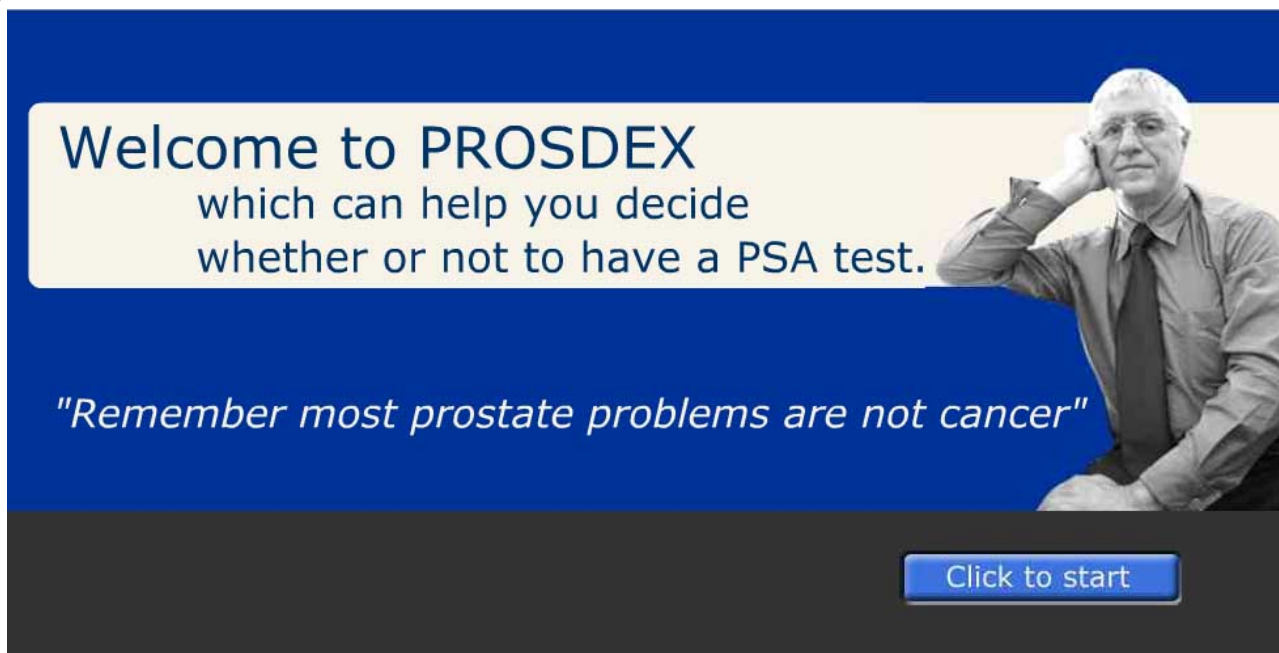 Welcome to PROSDEX
which can help you decide
whether or not to have a PSA test.
"Remember most prostate problems are not cancer"
Click to start